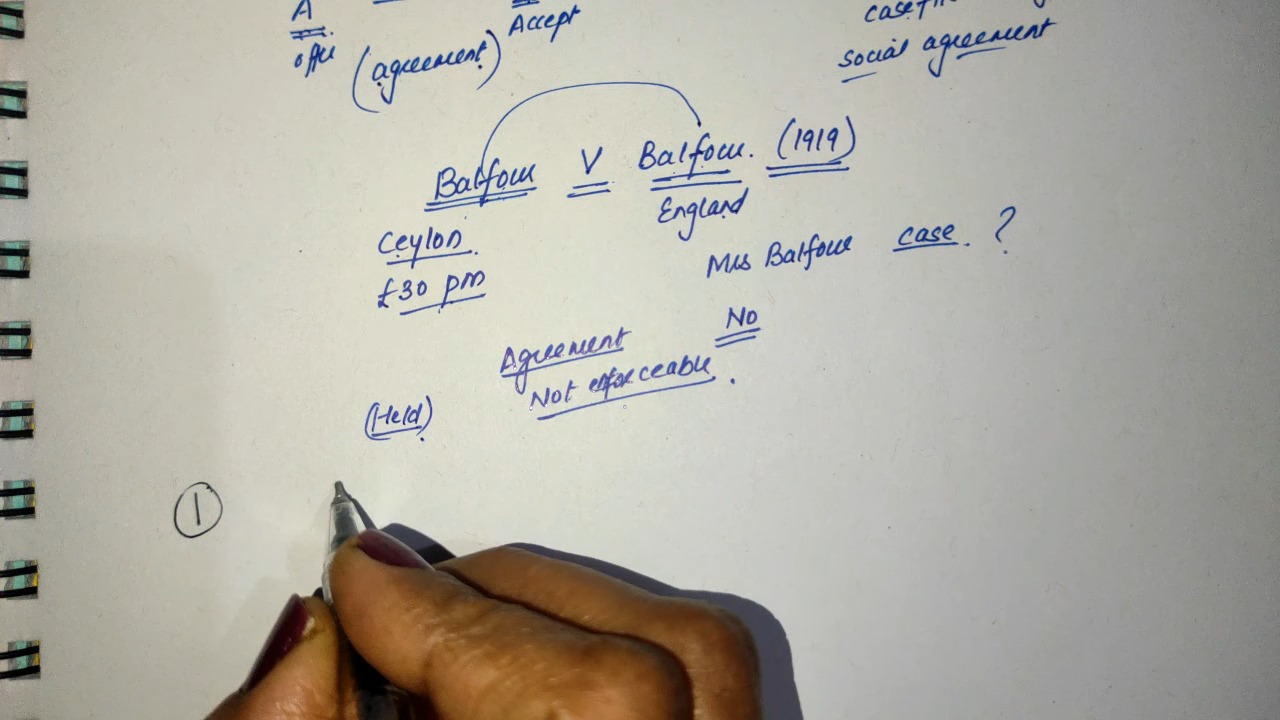 A
offer
(agreement)
Accept
case
social agreement
Balfour V Balfour. (1919)
Ceylon.
England
£30 pm
Mrs Balfour case. ?
No
Agreement
Not enforceable.
(Held)
1